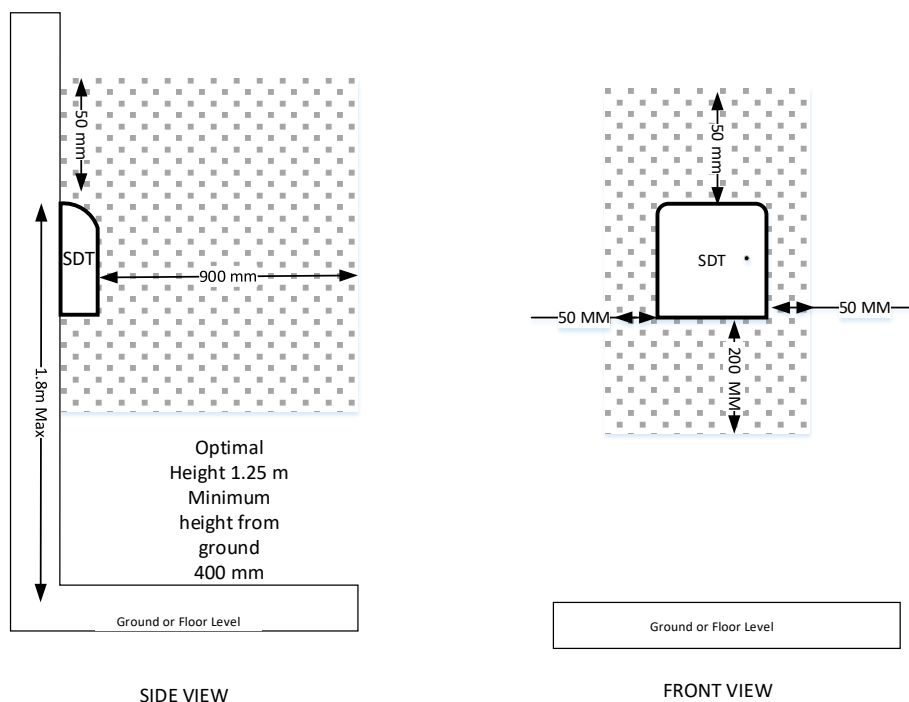 50 mm
SDT
900 mm
1.8m Max
Optimal
Height 1.25 m
Minimum
height from
ground
400 mm
Ground or Floor Level
SIDE VIEW
50 mm
SDT
50 MM
50 MM
200 MM
Ground or Floor Level
FRONT VIEW